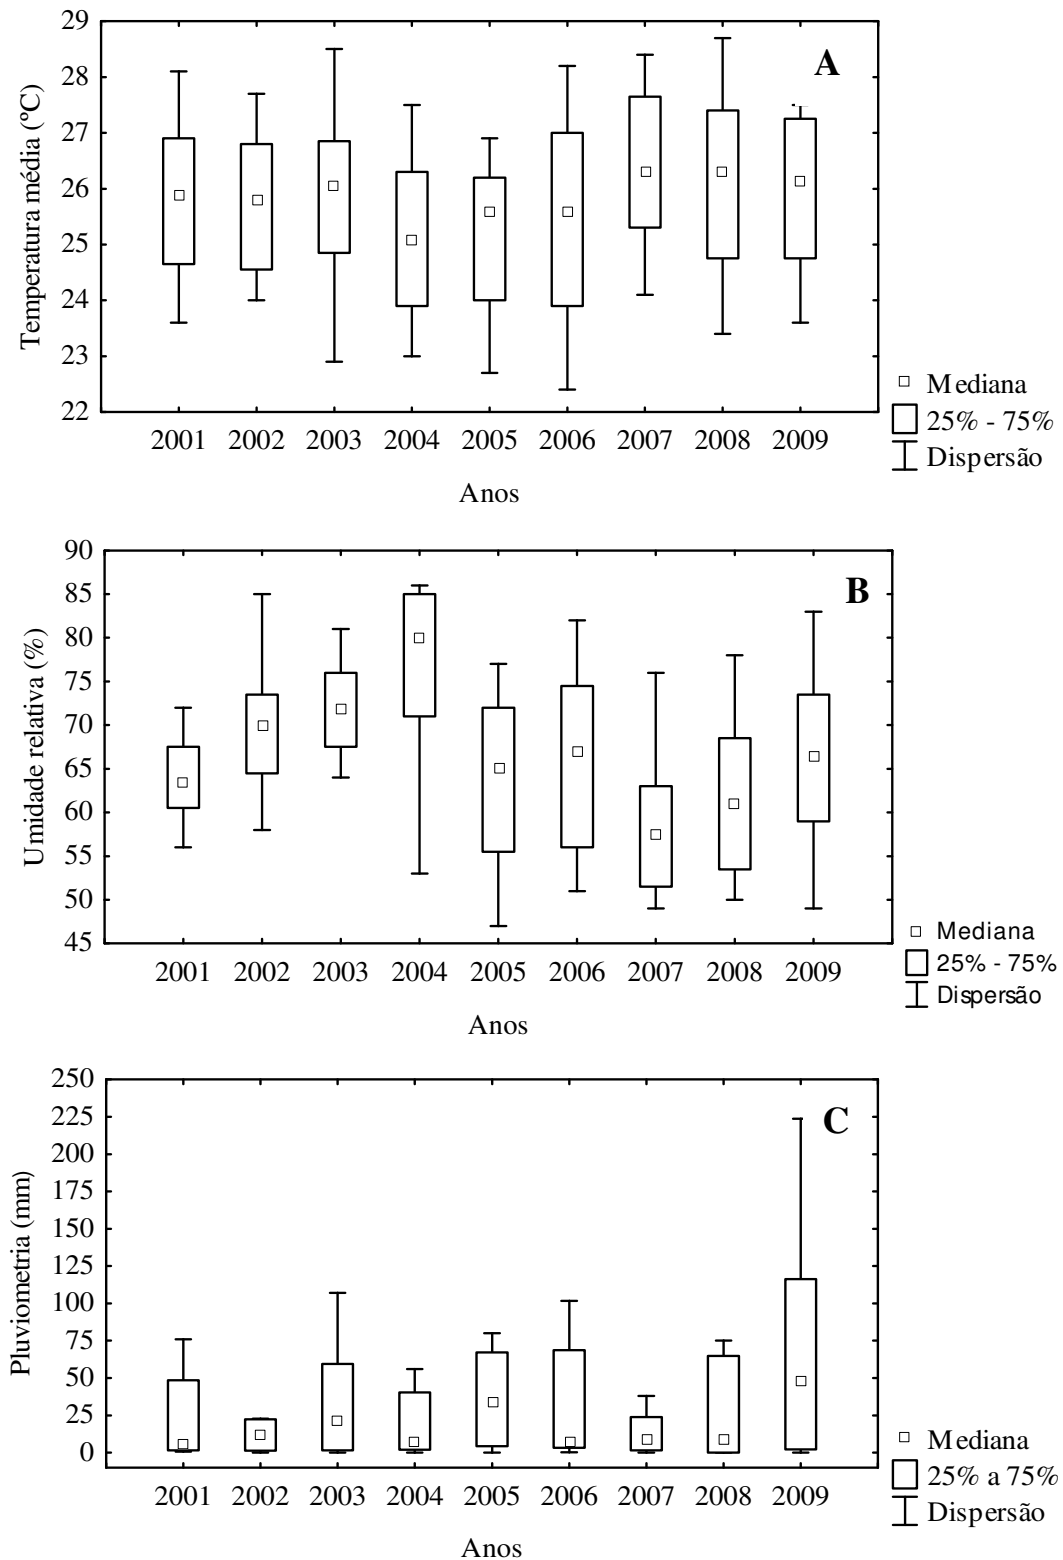 29
28
27
26
25
24
23
22
Temperatura média (ºC)
A
2001 2002 2003 2004 2005 2006 2007 2008 2009
Anos
Mediana
25% - 75%
Dispersão
90
85
80
75
70
65
60
55
50
45
Umidade relativa (%)
B
2001 2002 2003 2004 2005 2006 2007 2008 2009
Anos
Mediana
25% - 75%
Dispersão
250
225
200
175
150
125
100
75
50
25
0
Pluviometria (mm)
C
2001 2002 2003 2004 2005 2006 2007 2008 2009
Anos
Mediana
25% a 75%
Dispersão